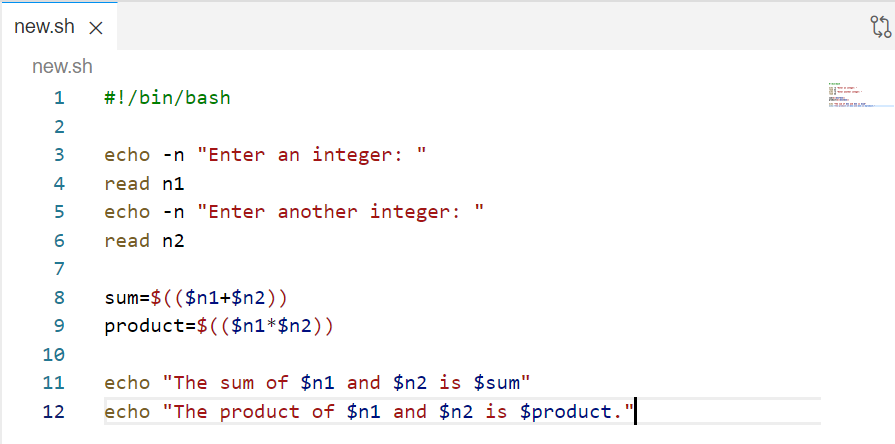 new.sh
new.sh
1 #!/bin/bash
2
3 echo -n "Enter an integer: "
4 read n1
5 echo -n "Enter another integer: "
6 read n2
7
8 sum=$(($n1+$n2))
9 product=$(($n1*$n2))
10
11 echo "The sum of $n1 and $n2 is $sum"
12 echo "The product of $n1 and $n2 is $product."